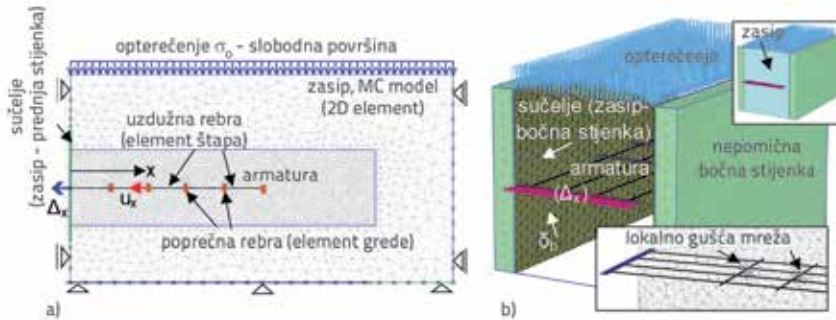 opterećenje σo - slobodna površina
sučelje
(zasip - prednja stijenka)
zasip, MC model
(2D element)
uzdužna rebra
(element štapa)
x
armatura
Δx
ux
poprečna rebra (element grede)
a)
opterećenje
zasip
sučelje (zasip-
bočna stijenka)
armatura
(Δx)
nepomična
bočna stijenka
δb
lokalno gušća mreža
b)